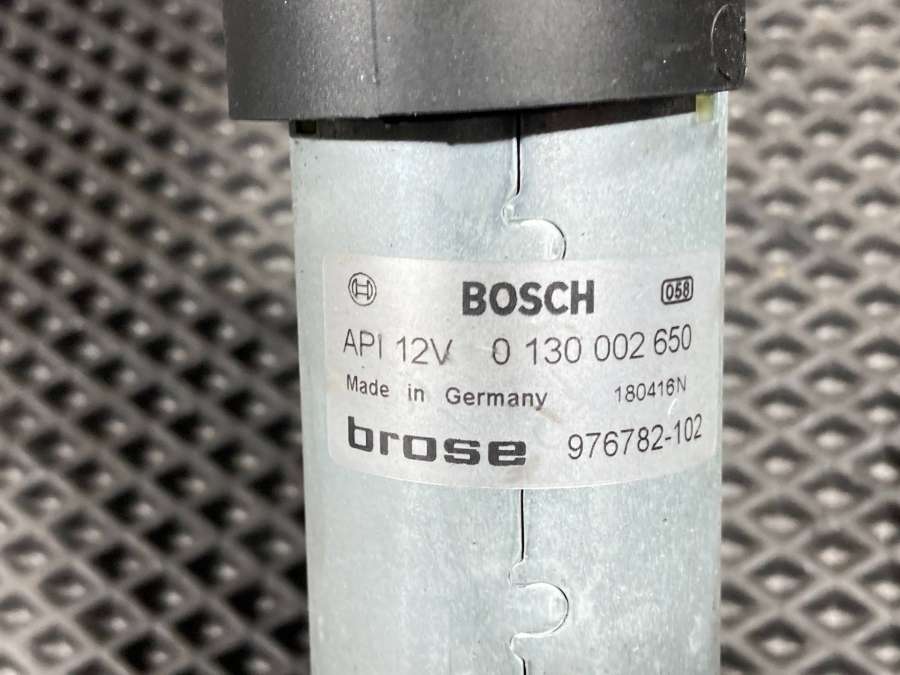 BOSCH 058
API 12V 0 130 002 650
Made in Germany 180416N
brose 976782-102